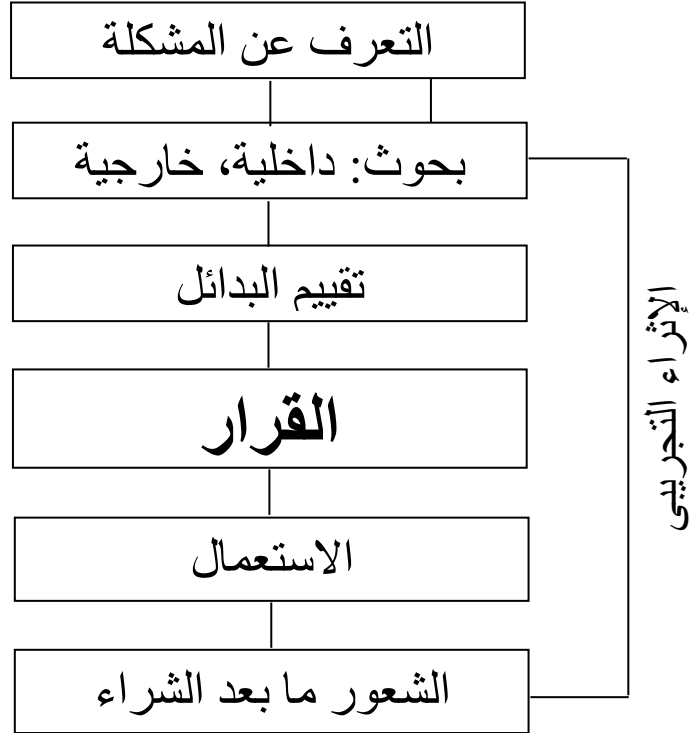 التعرف عن المشكلة
بحوث: داخلية، خارجية
تقييم البدائل
القرار
الاستعمال
الشعور ما بعد الشراء
الإثراء التجريبي